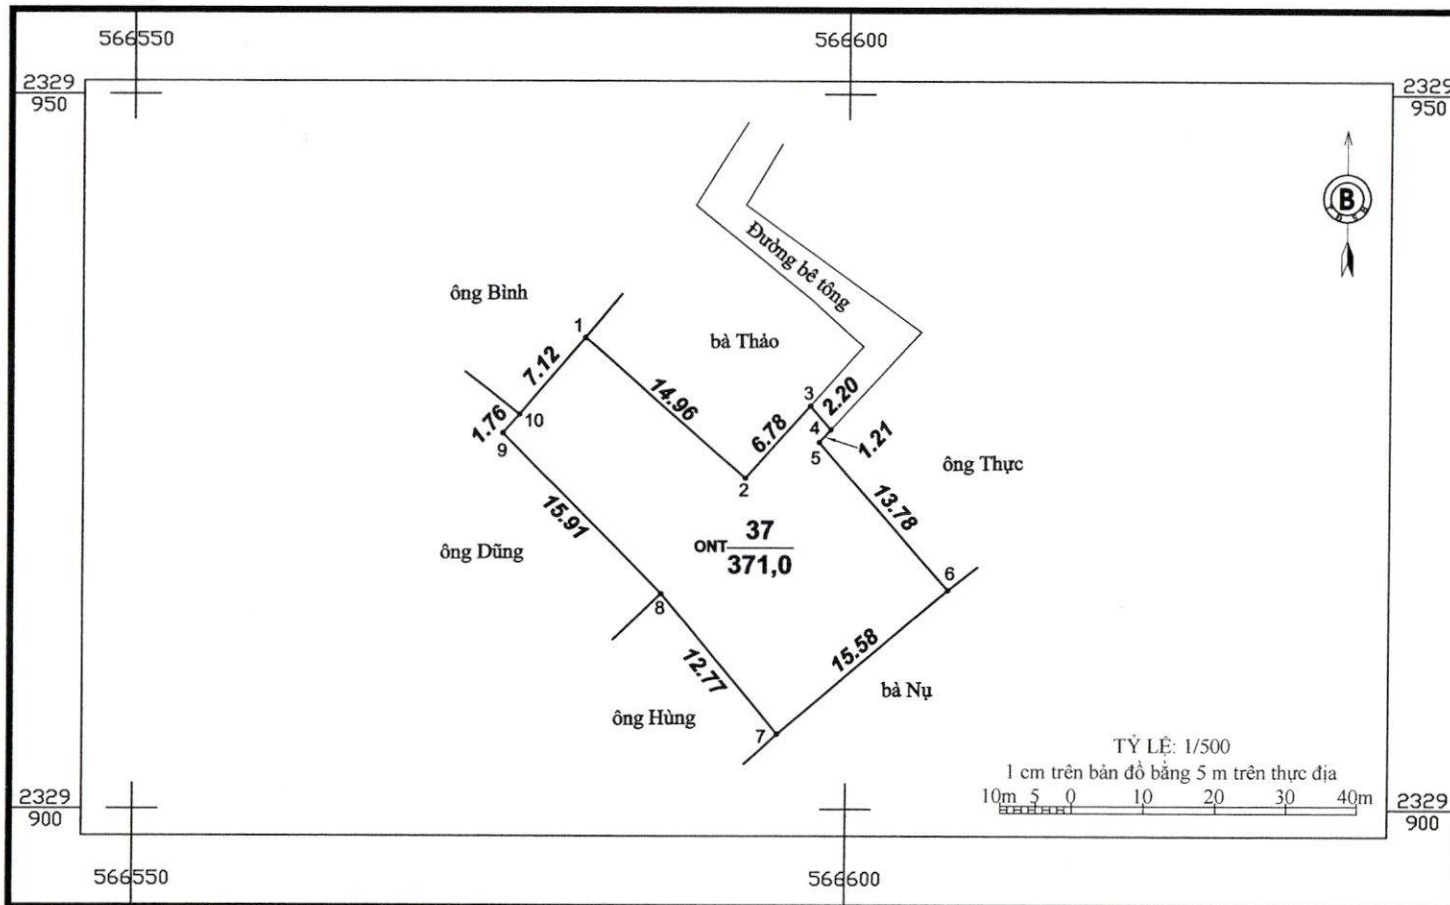 566550
566600
2329
950
2329
950
B
Đường bê tông
ông Bình
1
bà Thảo
7.12
14.96
3
2.20
1.76
10
4
9
6.78
5
1.21
ông Thực
2
15.91
13.78
ông Dũng
ONT 37
371,0
6
8
15.58
12.77
bà Nụ
ông Hùng
7
TỶ LỆ: 1/500
1 cm trên bản đồ bằng 5 m trên thực địa
10m 5 0 10 20 30 40m
2329
900
2329
900
566550
566600